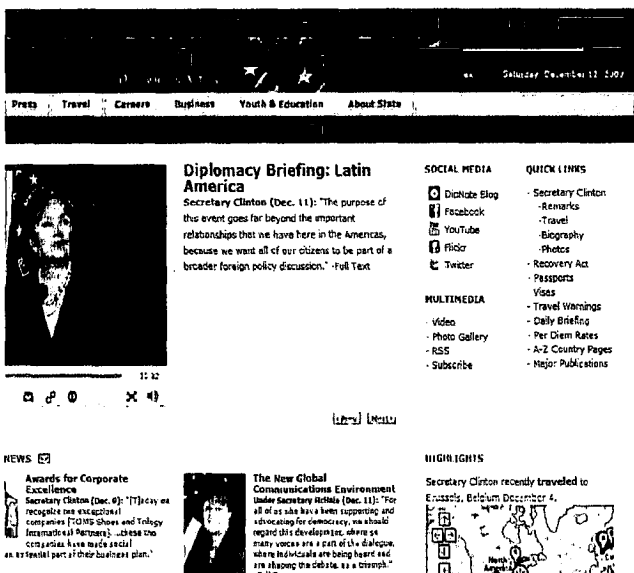 Saturday December 12, 2009
Press Travel Careers Business Youth & Education About State
Diplomacy Briefing: Latin
America
Secretary Clinton (Dec. 11): "The purpose of
this event goes far beyond the important
relationships that we have here in the Americas,
because we want all of our citizens to be part of a
broader foreign policy discussion." -Full Text
SOCIAL MEDIA
DipNote Blog
Facebook
YouTube
Flickr
Twitter
MULTIMEDIA
- Video
- Photo Gallery
- RSS
- Subscribe
QUICK LINKS
- Secretary Clinton
-Remarks
-Travel
-Biography
-Photos
- Recovery Act
- Passports
Visas
- Travel Warnings
- Daily Briefing
- Per Diem Rates
- A-Z Country Pages
- Major Publications
NEWS
Awards for Corporate
Excellence
Secretary Clinton (Dec. 9): "[T]oday we
recognize two exceptional
companies [TOMS Shoes and Trilogy
International Partners] ...these two
companies have made social
an essential part of their business plan."
The New Global
Communications Environment
Under Secretary McHale (Dec. 11): "For
all of us who have been supporting and
advocating for democracy, we should
regard this development, where so
many voices are a part of the dialogue,
where individuals are being heard and
are shaping the debate, as a triumph."
HIGHLIGHTS
Secretary Clinton recently traveled to
Brussels, Belgium December 4.
North
America